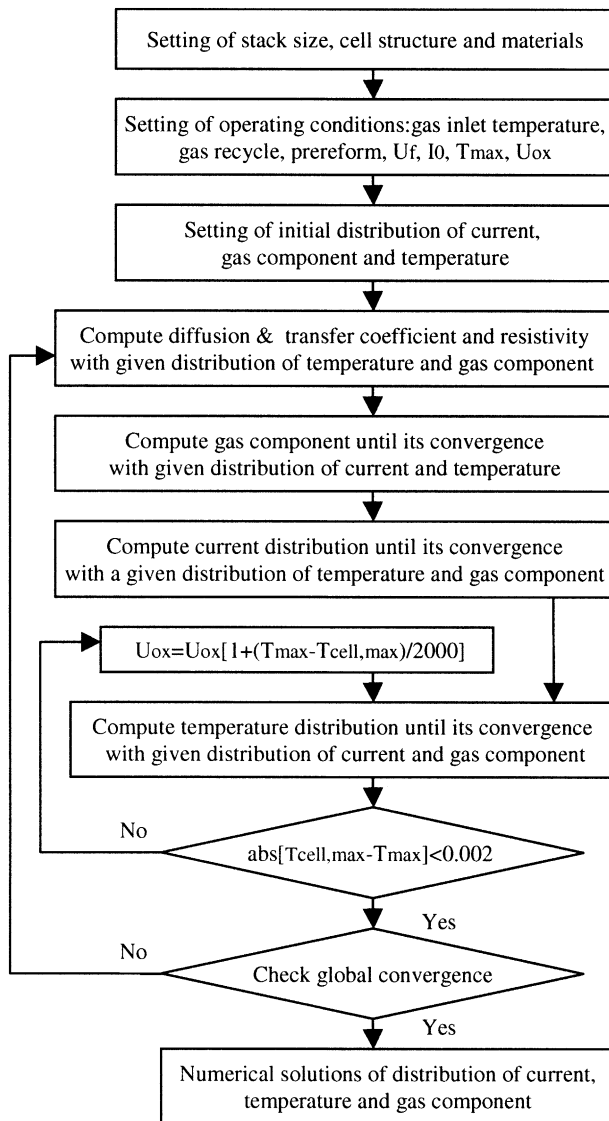 Setting of stack size, cell structure and materials
Setting of operating conditions:gas inlet temperature,
gas recycle, prereform, Uf, I0, Tmax, Uox
Setting of initial distribution of current,
gas component and temperature
Compute diffusion & transfer coefficient and resistivity
with given distribution of temperature and gas component
Compute gas component until its convergence
with given distribution of current and temperature
Compute current distribution until its convergence
with a given distribution of temperature and gas component
Uox=Uox[1+(Tmax-Tcell,max)/2000]
Compute temperature distribution until its convergence
with given distribution of current and gas component
No
abs[Tcell,max-Tmax]<0.002
Yes
No
Check global convergence
Yes
Numerical solutions of distribution of current,
temperature and gas component